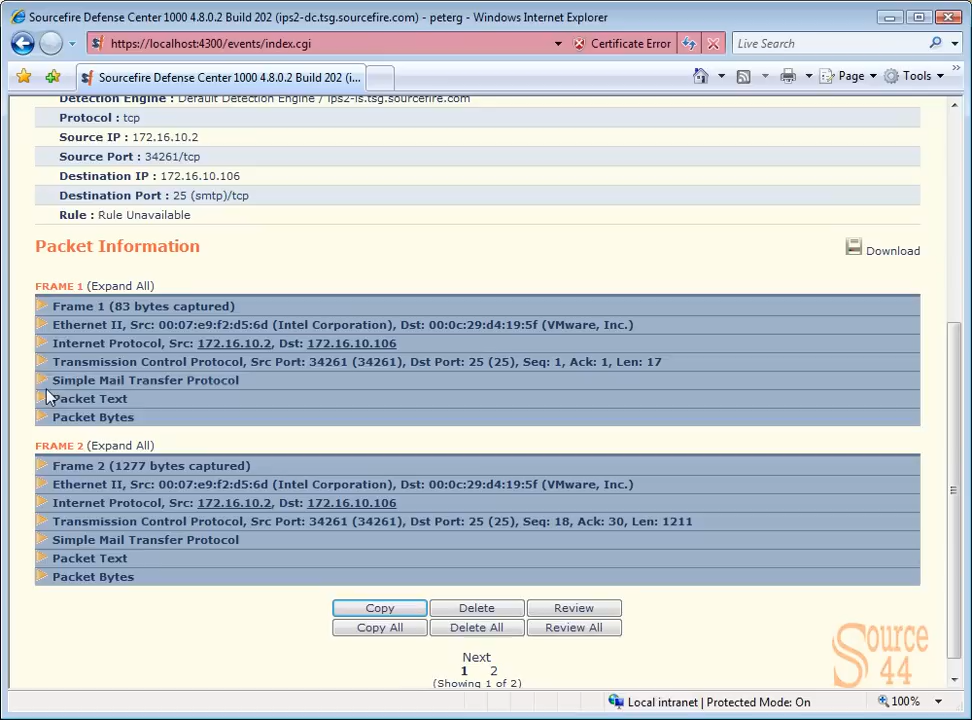 Sourcefire Defense Center 1000 4.8.0.2 Build 202 (ips2-dc.tsg.sourcefire.com) - peterg - Windows Internet Explorer
https://localhost:4300/events/index.cgi
Certificate Error
Live Search
Sourcefire Defense Center 1000 4.8.0.2 Build 202 (i...
Page
Tools
Detection Engine : Default Detection Engine / ips2-is.tsg.sourcefire.com
Protocol : tcp
Source IP : 172.16.10.2
Source Port : 34261/tcp
Destination IP : 172.16.10.106
Destination Port : 25 (smtp)/tcp
Rule : Rule Unavailable
Packet Information
Download
FRAME 1 (Expand All)
Frame 1 (83 bytes captured)
Ethernet II, Src: 00:07:e9:f2:d5:6d (Intel Corporation), Dst: 00:0c:29:d4:19:5f (VMware, Inc.)
Internet Protocol, Src: 172.16.10.2, Dst: 172.16.10.106
Transmission Control Protocol, Src Port: 34261 (34261), Dst Port: 25 (25), Seq: 1, Ack: 1, Len: 17
Simple Mail Transfer Protocol
Packet Text
Packet Bytes
FRAME 2 (Expand All)
Frame 2 (1277 bytes captured)
Ethernet II, Src: 00:07:e9:f2:d5:6d (Intel Corporation), Dst: 00:0c:29:d4:19:5f (VMware, Inc.)
Internet Protocol, Src: 172.16.10.2, Dst: 172.16.10.106
Transmission Control Protocol, Src Port: 34261 (34261), Dst Port: 25 (25), Seq: 18, Ack: 30, Len: 1211
Simple Mail Transfer Protocol
Packet Text
Packet Bytes
Copy Delete Review
Copy All Delete All Review All
Next
1 2
(Showing 1 of 2)
Source
44
Local intranet | Protected Mode: On
100%